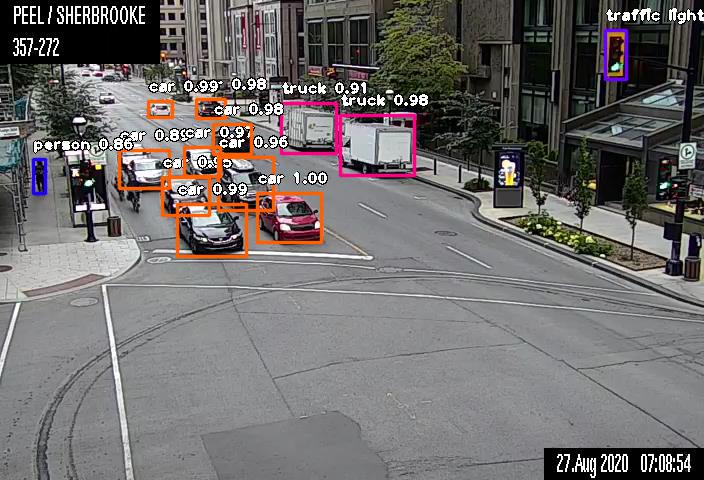 PEEL / SHERBROOKE
357-272
traffic light
car 0.99
0.98
truck 0.91
truck 0.98
car 0.98
car 0.97
car 0.96
person 0.86
car 1.00
car 0.99
27.Aug 2020 07:08:54